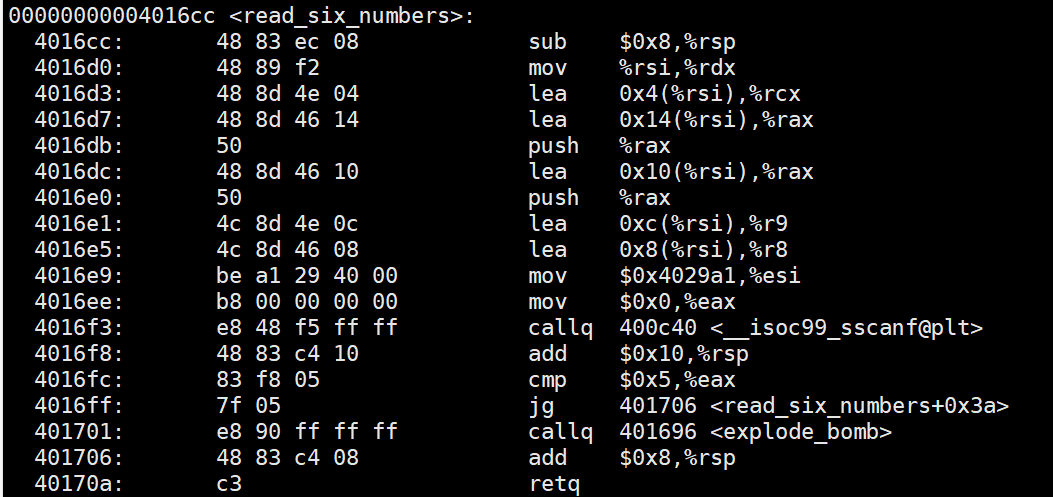 00000000004016cc <read_six_numbers>:
4016cc: 48 83 ec 08 sub $0x8,%rsp
4016d0: 48 89 f2 mov %rsi,%rdx
4016d3: 48 8d 4e 04 lea 0x4(%rsi),%rcx
4016d7: 48 8d 46 14 lea 0x14(%rsi),%rax
4016db: 50 push %rax
4016dc: 48 8d 46 10 lea 0x10(%rsi),%rax
4016e0: 50 push %rax
4016e1: 4c 8d 4e 0c lea 0xc(%rsi),%r9
4016e5: 4c 8d 46 08 lea 0x8(%rsi),%r8
4016e9: be a1 29 40 00 mov $0x4029a1,%esi
4016ee: b8 00 00 00 00 mov $0x0,%eax
4016f3: e8 48 f5 ff ff callq 400c40 <__isoc99_sscanf@plt>
4016f8: 48 83 c4 10 add $0x10,%rsp
4016fc: 83 f8 05 cmp $0x5,%eax
4016ff: 7f 05 jg 401706 <read_six_numbers+0x3a>
401701: e8 90 ff ff ff callq 401696 <explode_bomb>
401706: 48 83 c4 08 add $0x8,%rsp
40170a: c3 retq